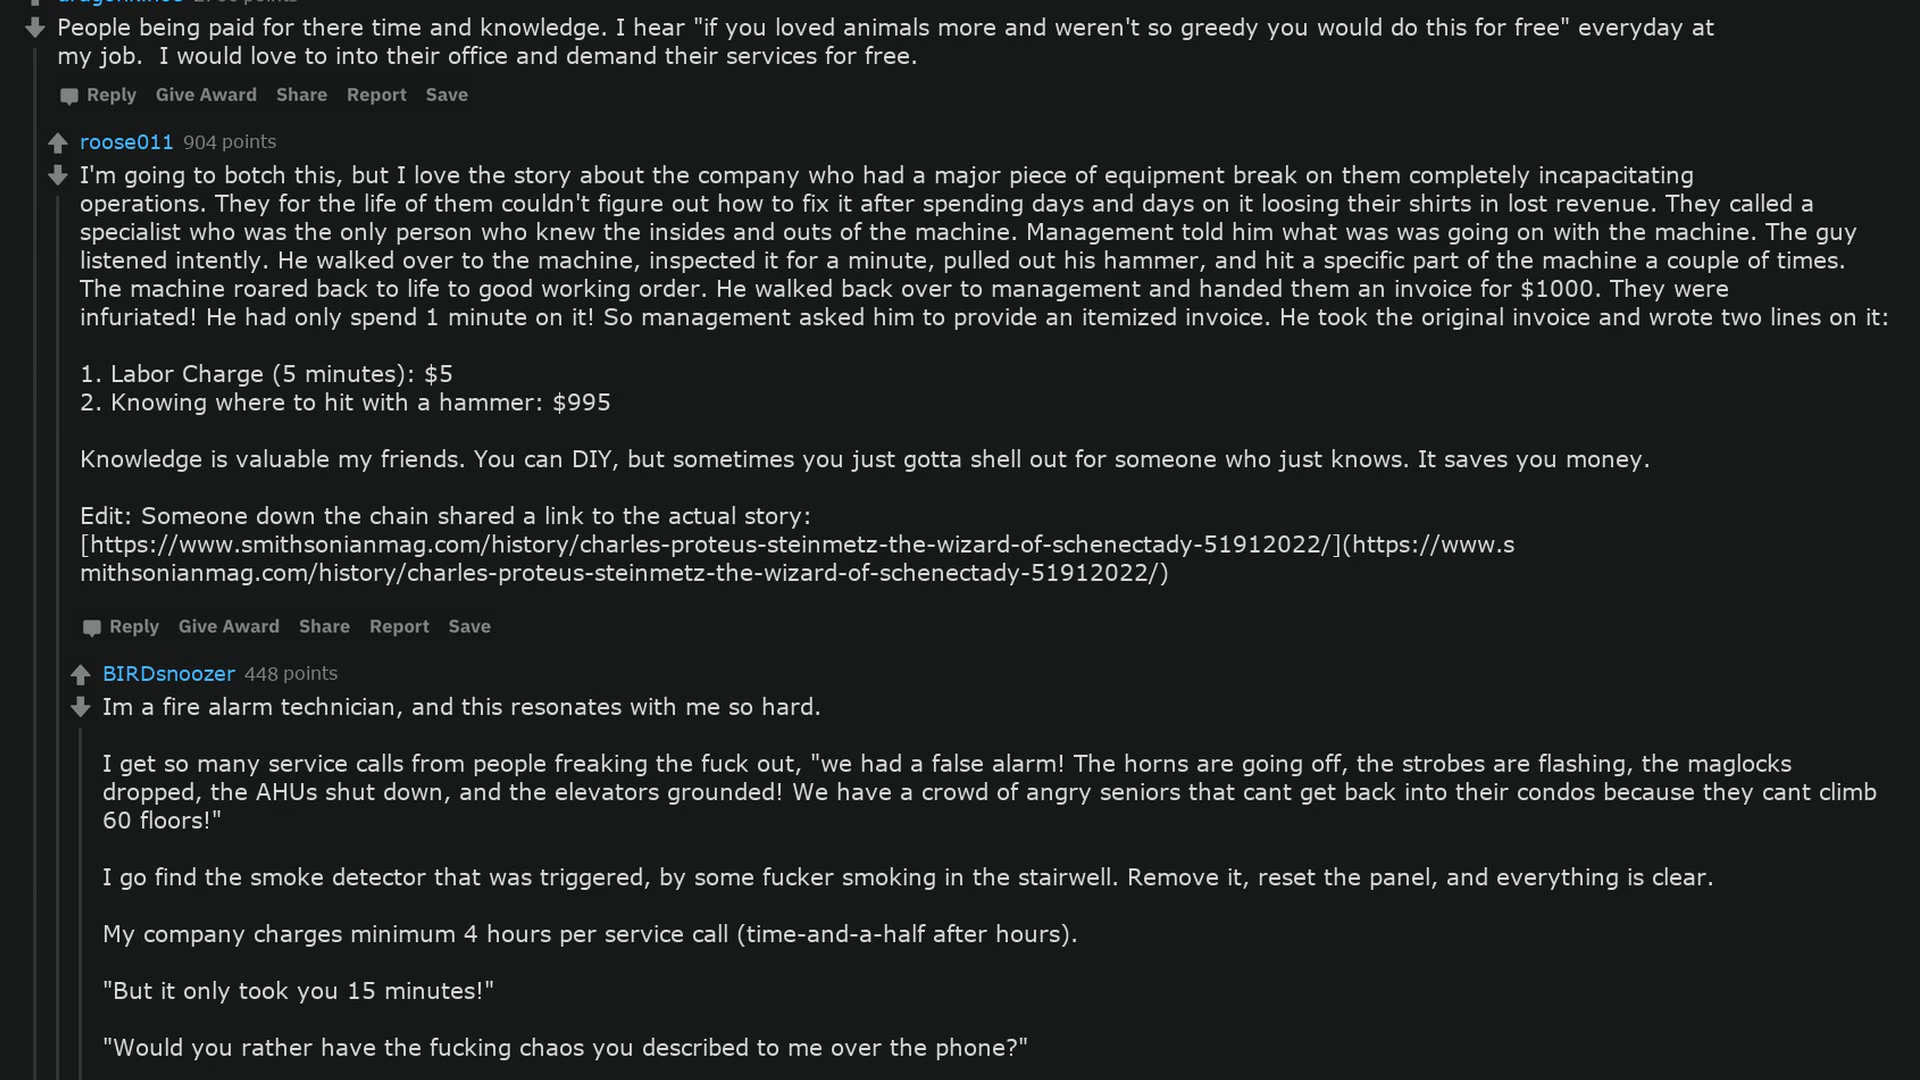 People being paid for there time and knowledge. I hear "if you loved animals more and weren't so greedy you would do this for free" everyday at
my job.  I would love to into their office and demand their services for free.
Reply Give Award Share Report Save
roose011 904 points
I'm going to botch this, but I love the story about the company who had a major piece of equipment break on them completely incapacitating
operations. They for the life of them couldn't figure out how to fix it after spending days and days on it loosing their shirts in lost revenue. They called a
specialist who was the only person who knew the insides and outs of the machine. Management told him what was was going on with the machine. The guy
listened intently. He walked over to the machine, inspected it for a minute, pulled out his hammer, and hit a specific part of the machine a couple of times.
The machine roared back to life to good working order. He walked back over to management and handed them an invoice for $1000. They were
infuriated! He had only spend 1 minute on it! So management asked him to provide an itemized invoice. He took the original invoice and wrote two lines on it:
1. Labor Charge (5 minutes): $5
2. Knowing where to hit with a hammer: $995
Knowledge is valuable my friends. You can DIY, but sometimes you just gotta shell out for someone who just knows. It saves you money.
Edit: Someone down the chain shared a link to the actual story:
[https://www.smithsonianmag.com/history/charles-proteus-steinmetz-the-wizard-of-schenectady-51912022/](https://www.s
mithsonianmag.com/history/charles-proteus-steinmetz-the-wizard-of-schenectady-51912022/)
Reply Give Award Share Report Save
BIRDsnoozer 448 points
Im a fire alarm technician, and this resonates with me so hard.
I get so many service calls from people freaking the fuck out, "we had a false alarm! The horns are going off, the strobes are flashing, the maglocks
dropped, the AHUs shut down, and the elevators grounded! We have a crowd of angry seniors that cant get back into their condos because they cant climb
60 floors!"
I go find the smoke detector that was triggered, by some fucker smoking in the stairwell. Remove it, reset the panel, and everything is clear.
My company charges minimum 4 hours per service call (time-and-a-half after hours).
"But it only took you 15 minutes!"
"Would you rather have the fucking chaos you described to me over the phone?"